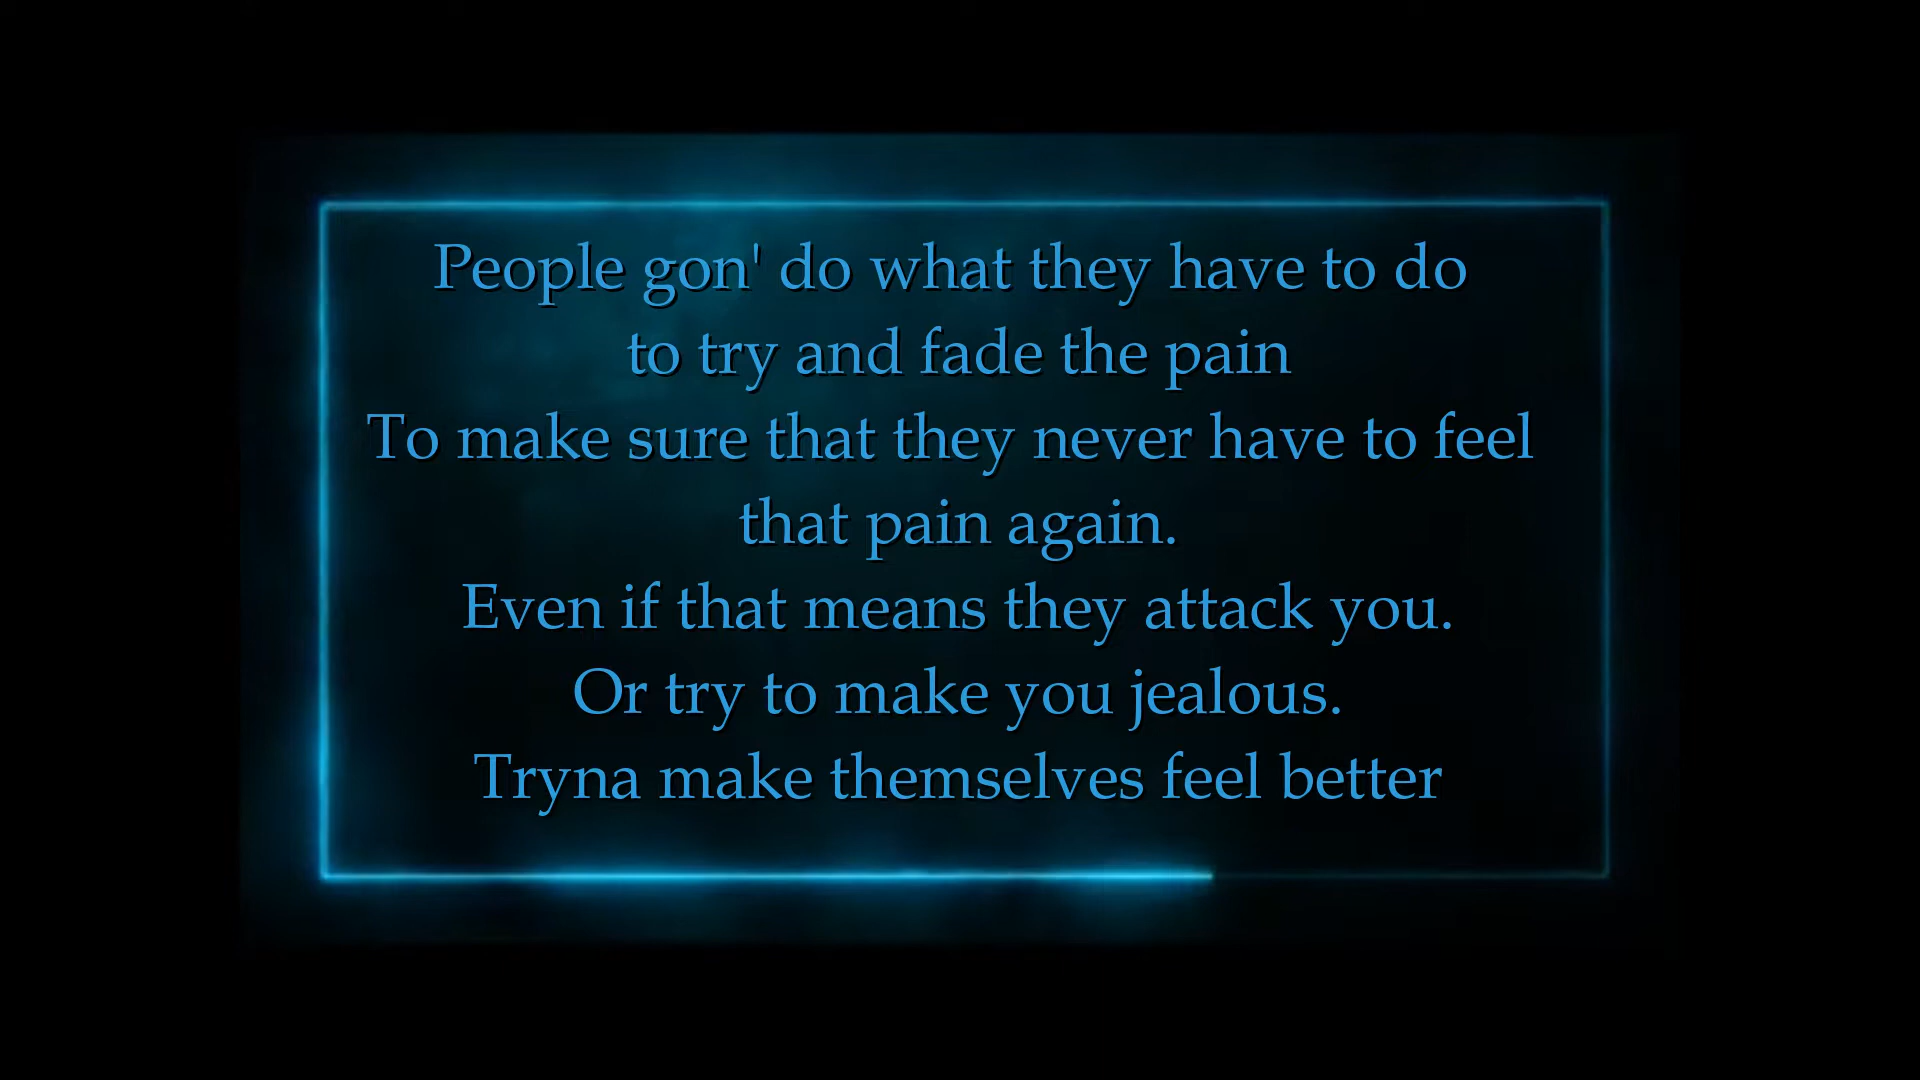 People gon' do what they have to do
to try and fade the pain
To make sure that they never have to feel
that pain again.
Even if that means they attack you.
Or try to make you jealous.
Tryna make themselves feel better